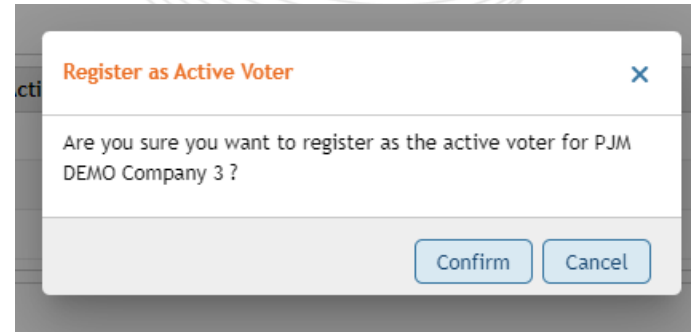 Register as Active Voter
×
.cti
Are you sure you want to register as the active voter for PJM
DEMO Company 3 ?
Confirm Cancel